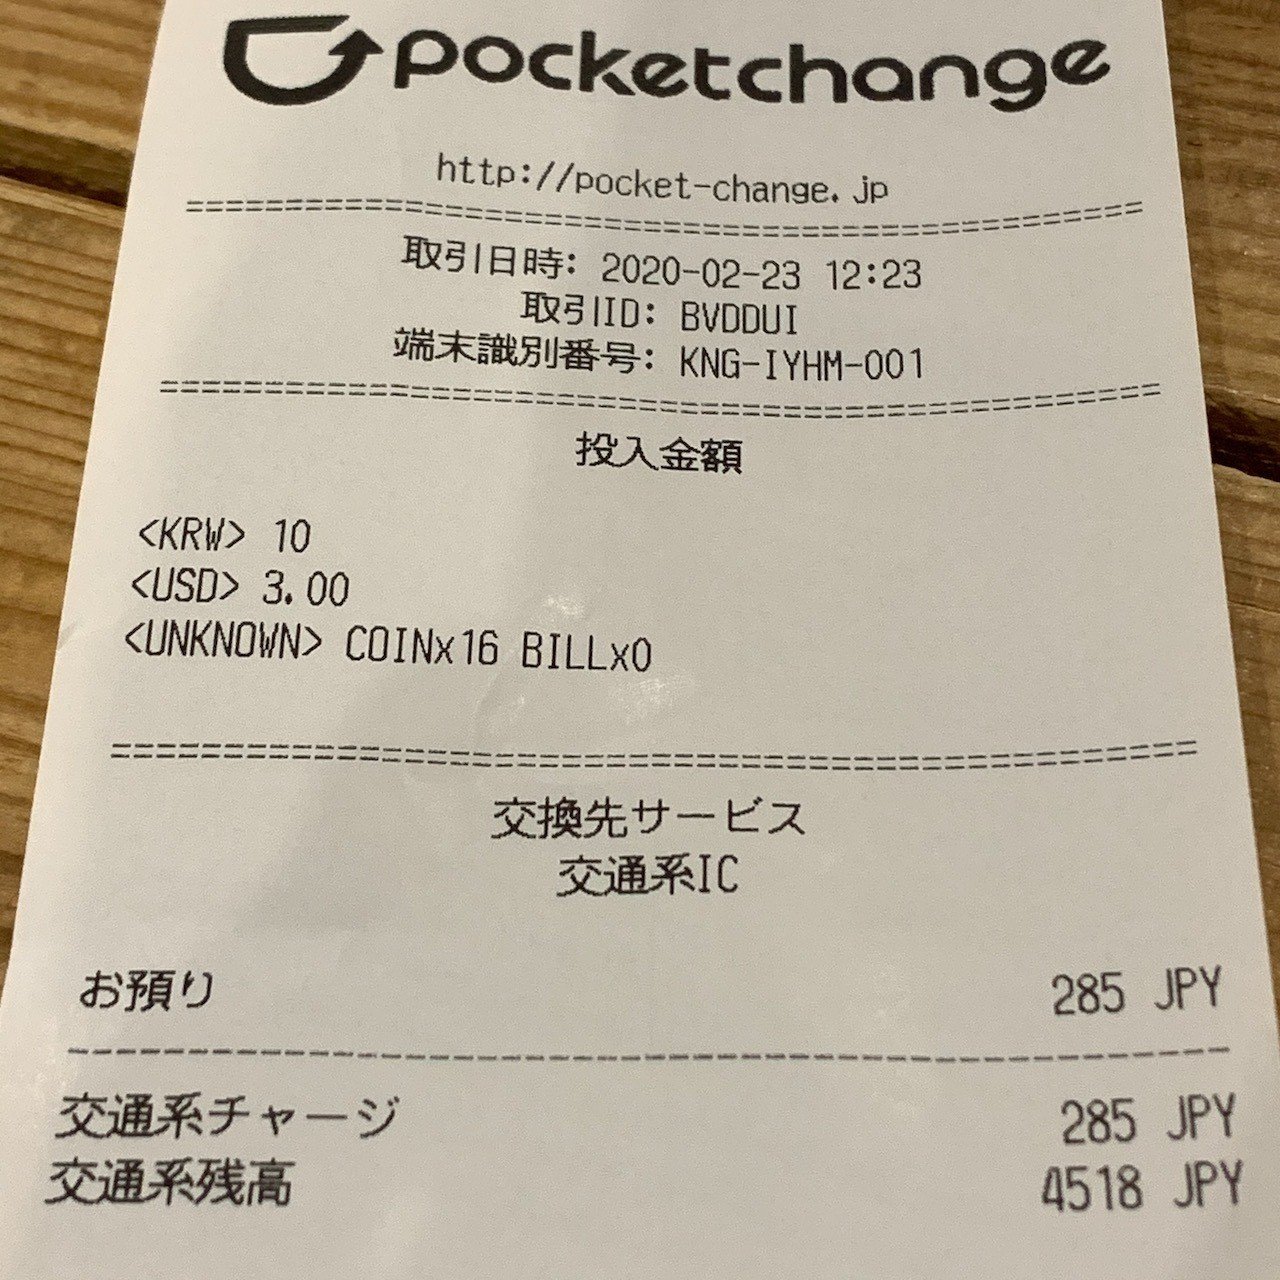 pocketchange
http://pocket-change.jp
================================================
取引日時: 2020-02-23 12:23
取引ID: BVDDUI
端末識別番号: KNG-IYHM-001
================================================
投入金額
<KRW> 10
<USD> 3.00
<UNKNOWN> COINx16 BILLx0
================================================
交換先サービス
交通系IC
お預り 285 JPY
------------------------------------------------
交通系チャージ 285 JPY
交通系残高 4518 JPY